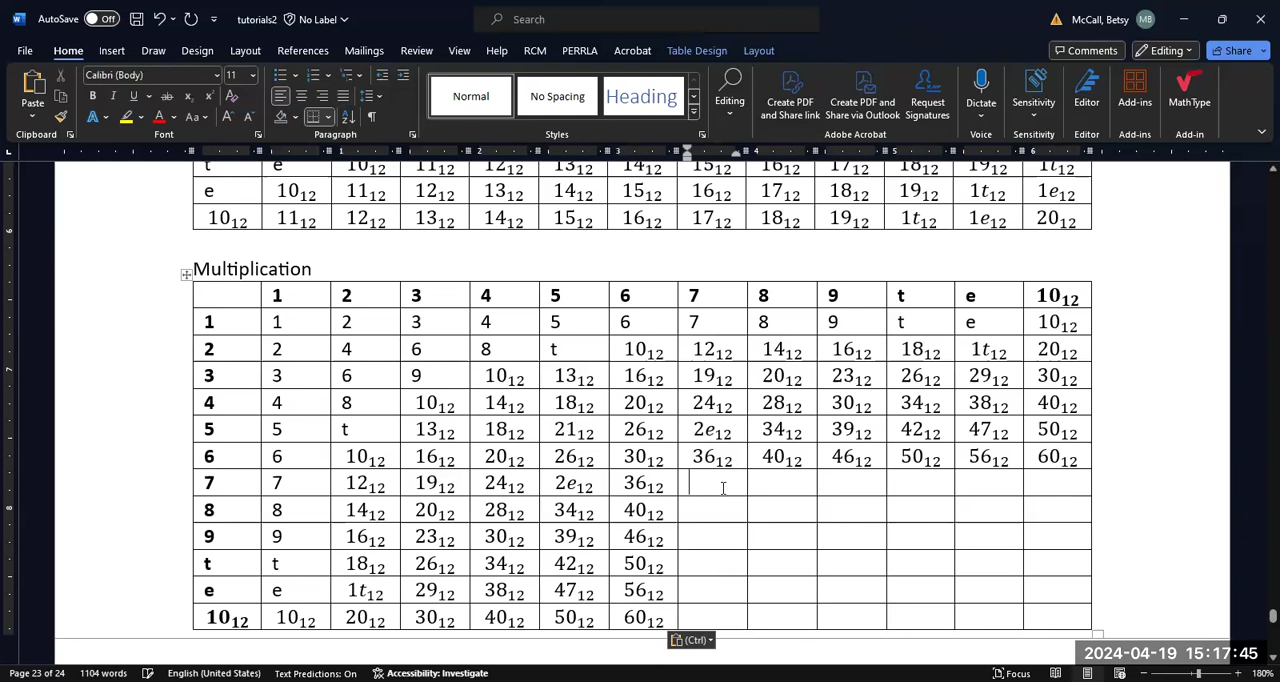 AutoSave Off tutorials2 No Label Search McCall, Betsy MB
File Home Insert Draw Design Layout References Mailings Review View Help RCM PERRLA Acrobat Table Design Layout Comments Editing Share
Calibri (Body) 11 Normal No Spacing Heading
Paste Editing Create PDF and Share link Create PDF and Share via Outlook Request Signatures Dictate Sensitivity Editor Add-ins MathType
Clipboard Font Paragraph Styles Adobe Acrobat Voice Sensitivity Editor Add-ins Add-in
t e 10₁₂ 11₁₂ 12₁₂ 13₁₂ 14₁₂ 15₁₂ 16₁₂ 17₁₂ 18₁₂ 19₁₂ 1t₁₂
e 10₁₂ 11₁₂ 12₁₂ 13₁₂ 14₁₂ 15₁₂ 16₁₂ 17₁₂ 18₁₂ 19₁₂ 1t₁₂ 1e₁₂
10₁₂ 11₁₂ 12₁₂ 13₁₂ 14₁₂ 15₁₂ 16₁₂ 17₁₂ 18₁₂ 19₁₂ 1t₁₂ 1e₁₂ 20₁₂
Multiplication
1 2 3 4 5 6 7 8 9 t e 10₁₂
1 1 2 3 4 5 6 7 8 9 t e 10₁₂
2 2 4 6 8 t 10₁₂ 12₁₂ 14₁₂ 16₁₂ 18₁₂ 1t₁₂ 20₁₂
3 3 6 9 10₁₂ 13₁₂ 16₁₂ 19₁₂ 20₁₂ 23₁₂ 26₁₂ 29₁₂ 30₁₂
4 4 8 10₁₂ 14₁₂ 18₁₂ 20₁₂ 24₁₂ 28₁₂ 30₁₂ 34₁₂ 38₁₂ 40₁₂
5 5 t 13₁₂ 18₁₂ 21₁₂ 26₁₂ 2e₁₂ 34₁₂ 39₁₂ 42₁₂ 47₁₂ 50₁₂
6 6 10₁₂ 16₁₂ 20₁₂ 26₁₂ 30₁₂ 36₁₂ 40₁₂ 46₁₂ 50₁₂ 56₁₂ 60₁₂
7 7 12₁₂ 19₁₂ 24₁₂ 2e₁₂ 36₁₂
8 8 14₁₂ 20₁₂ 28₁₂ 34₁₂ 40₁₂
9 9 16₁₂ 23₁₂ 30₁₂ 39₁₂ 46₁₂
t t 18₁₂ 26₁₂ 34₁₂ 42₁₂ 50₁₂
e e 1t₁₂ 29₁₂ 38₁₂ 47₁₂ 56₁₂
10₁₂ 10₁₂ 20₁₂ 30₁₂ 40₁₂ 50₁₂ 60₁₂
(Ctrl)
2024-04-19 15:17:45
Page 23 of 24 1104 words English (United States) Text Predictions: On Accessibility: Investigate Focus 180%